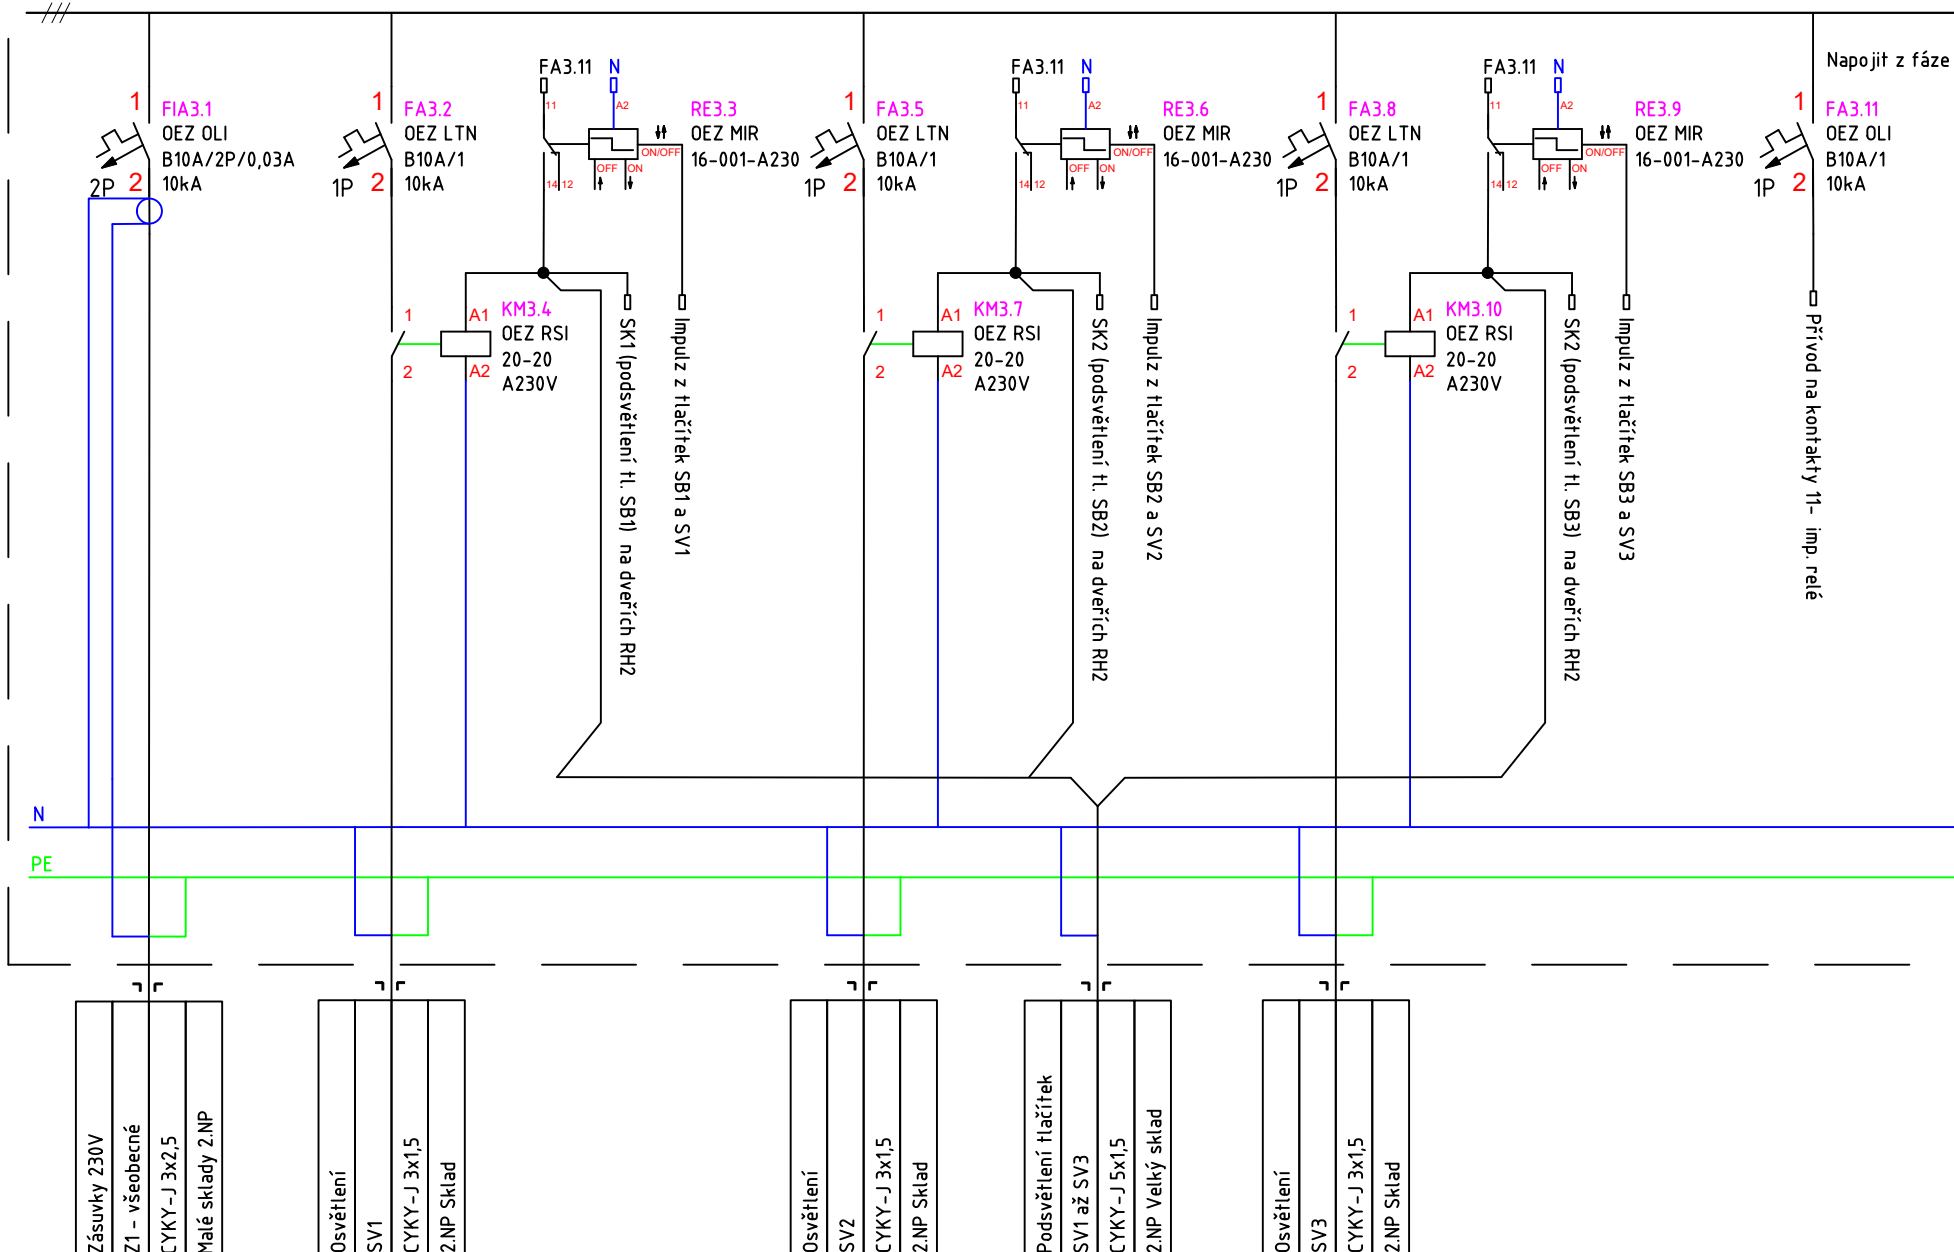 Napojit z fáze
1
FIA3.1
OEZ OLI
B10A/2P/0,03A
10kA
2P
2
1
FA3.2
OEZ LTN
B10A/1
10kA
1P
2
FA3.11
N
11
A2
RE3.3
OEZ MIR
16-001-A230
ON/OFF
OFF
ON
14
12
1
FA3.5
OEZ LTN
B10A/1
10kA
1P
2
FA3.11
N
11
A2
RE3.6
OEZ MIR
16-001-A230
ON/OFF
OFF
ON
14
12
1
FA3.8
OEZ LTN
B10A/1
10kA
1P
2
FA3.11
N
11
A2
RE3.9
OEZ MIR
16-001-A230
ON/OFF
OFF
ON
14
12
1
FA3.11
OEZ OLI
B10A/1
10kA
1P
2
1
2
A1
A2
KM3.4
OEZ RSI
20-20
A230V
SK1 (podsvětlení tl. SB1) na dveřích RH2
Impulz z tlačítek SB1 a SV1
1
2
A1
A2
KM3.7
OEZ RSI
20-20
A230V
SK2 (podsvětlení tl. SB2) na dveřích RH2
Impulz z tlačítek SB2 a SV2
1
2
A1
A2
KM3.10
OEZ RSI
20-20
A230V
SK2 (podsvětlení tl. SB3) na dveřích RH2
Impulz z tlačítek SB3 a SV3
Přívod na kontakty 11- imp. relé
N
PE
Zásuvky 230V
Z1 - všeobecné
CYKY-J 3x2,5
Malé sklady 2.NP
Osvětlení
SV1
CYKY-J 3x1,5
2.NP Sklad
Osvětlení
SV2
CYKY-J 3x1,5
2.NP Sklad
Podsvětlení tlačítek
SV1 až SV3
CYKY-J 5x1,5
2.NP Velký sklad
Osvětlení
SV3
CYKY-J 3x1,5
2.NP Sklad